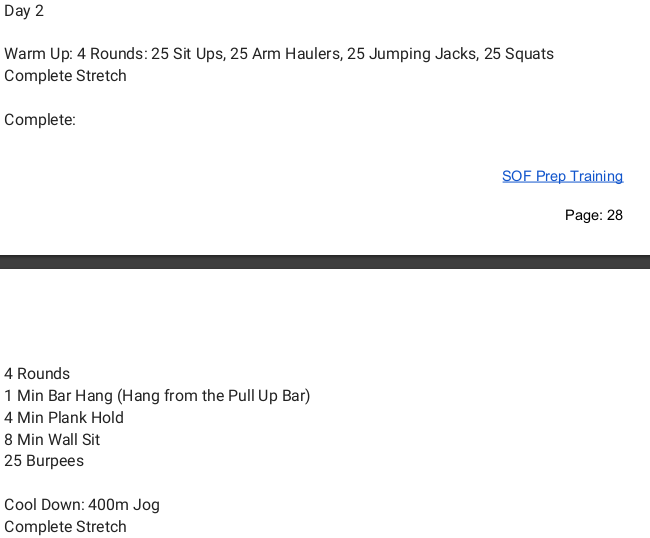 Day 2
Warm Up: 4 Rounds: 25 Sit Ups, 25 Arm Haulers, 25 Jumping Jacks, 25 Squats
Complete Stretch
Complete:
SOF Prep Training
Page: 28
4 Rounds
1 Min Bar Hang (Hang from the Pull Up Bar)
4 Min Plank Hold
8 Min Wall Sit
25 Burpees
Cool Down: 400m Jog
Complete Stretch